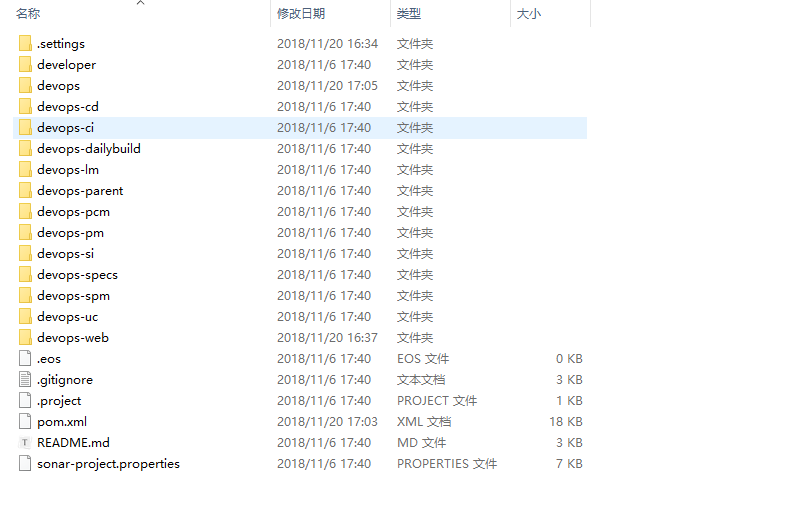 名称 修改日期 类型 大小
.settings 2018/11/20 16:34 文件夹
developer 2018/11/6 17:40 文件夹
devops 2018/11/20 17:05 文件夹
devops-cd 2018/11/6 17:40 文件夹
devops-ci 2018/11/6 17:40 文件夹
devops-dailybuild 2018/11/6 17:40 文件夹
devops-lm 2018/11/6 17:40 文件夹
devops-parent 2018/11/6 17:40 文件夹
devops-pcm 2018/11/6 17:40 文件夹
devops-pm 2018/11/6 17:40 文件夹
devops-si 2018/11/6 17:40 文件夹
devops-specs 2018/11/6 17:40 文件夹
devops-spm 2018/11/6 17:40 文件夹
devops-uc 2018/11/6 17:40 文件夹
devops-web 2018/11/20 16:37 文件夹
.eos 2018/11/6 17:40 EOS 文件 0 KB
.gitignore 2018/11/6 17:40 文本文档 3 KB
.project 2018/11/6 17:40 PROJECT 文件 1 KB
pom.xml 2018/11/20 17:03 XML 文档 18 KB
T README.md 2018/11/6 17:40 MD 文件 3 KB
sonar-project.properties 2018/11/6 17:40 PROPERTIES 文件 7 KB